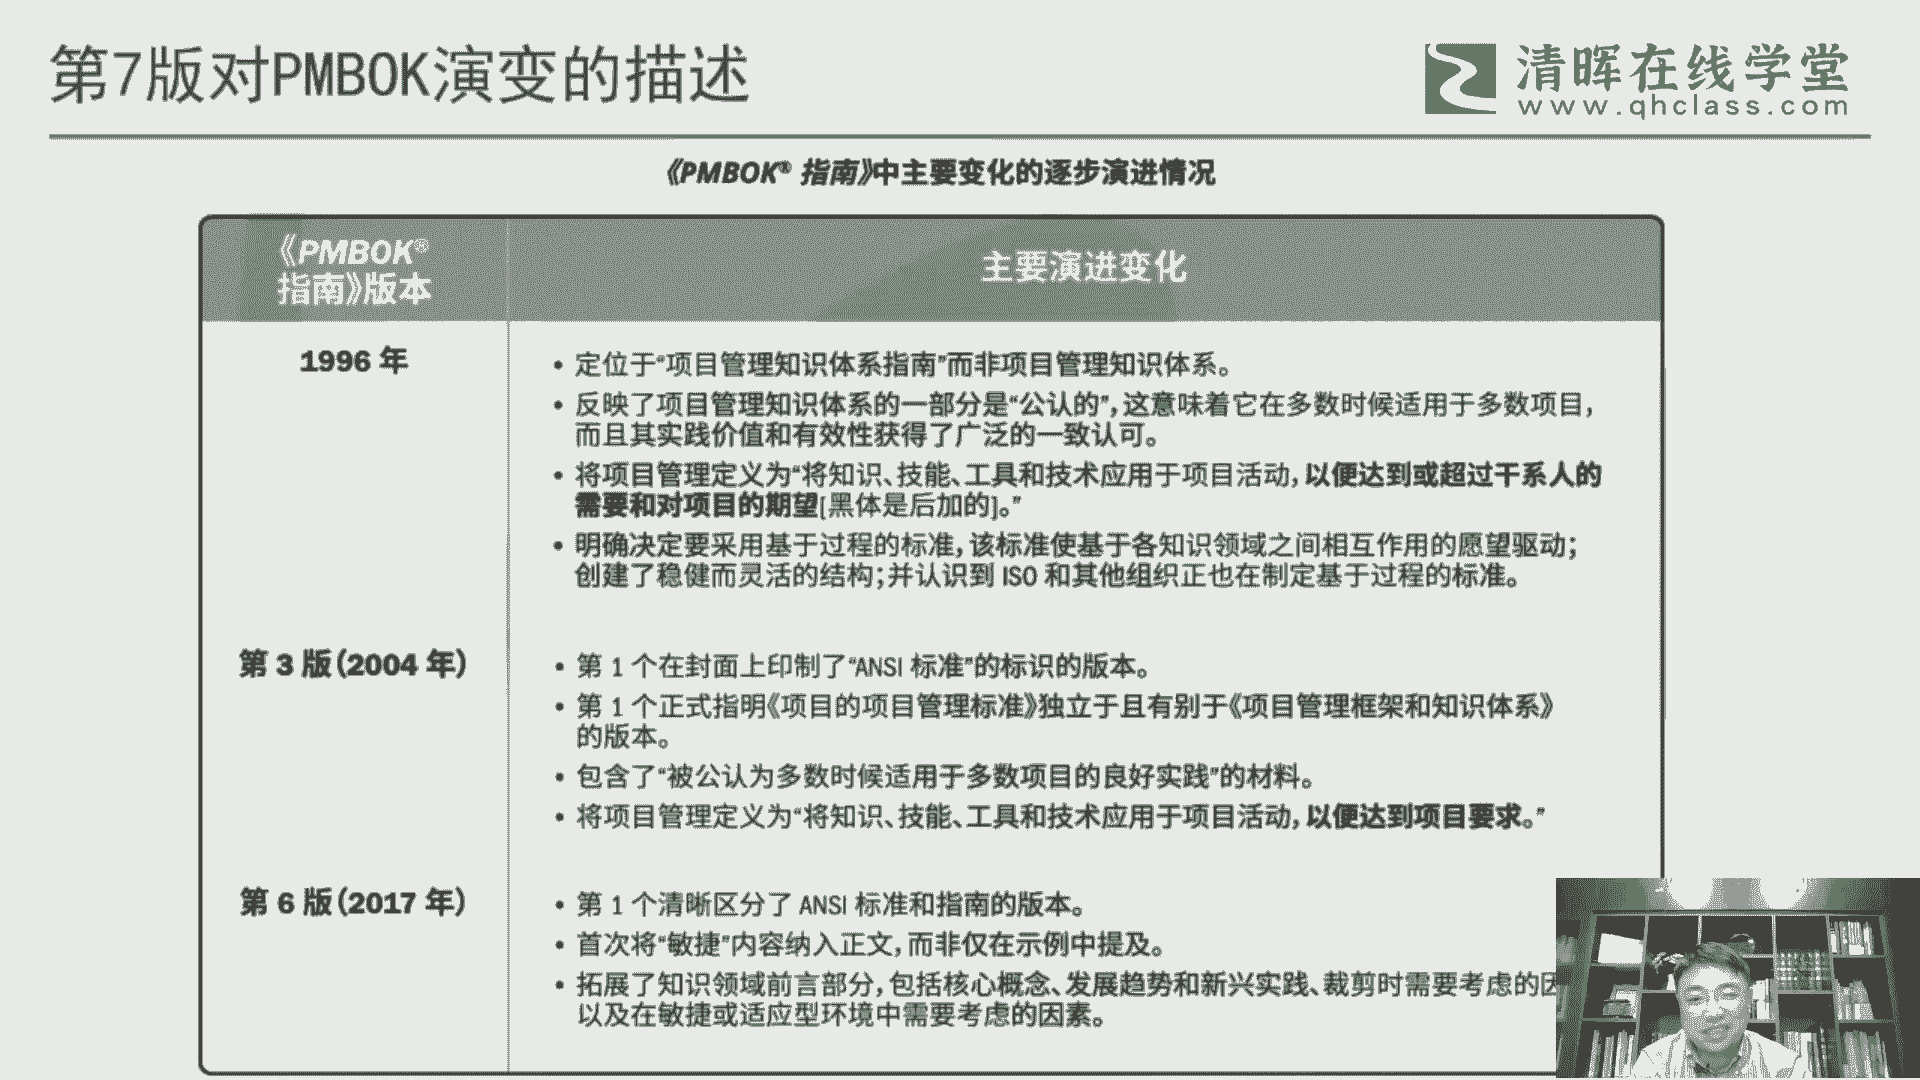 第7版对PMBOK演变的描述
清晖在线学堂
www.qhclass.com
《PMBOK® 指南》中主要变化的逐步演进情况
《PMBOK®
指南》版本
主要演进变化
1996 年
• 定位于“项目管理知识体系指南”而非项目管理知识体系。
• 反映了项目管理知识体系的一部分是“公认的”，这意味着它在多数时候适用于多数项目，
而且其实践价值和有效性获得了广泛的一致认可。
• 将项目管理定义为“将知识、技能、工具和技术应用于项目活动，以便达到或超过干系人的
需要和对项目的期望[黑体是后加的]。”
• 明确决定要采用基于过程的标准，该标准使基于各知识领域之间相互作用的愿望驱动；
创建了稳健而灵活的结构；并认识到 ISO 和其他组织正也在制定基于过程的标准。
第 3 版（2004 年）
• 第 1 个在封面上印制了“ANSI 标准”的标识的版本。
• 第 1 个正式指明《项目的项目管理标准》独立于且有别于《项目管理框架和知识体系》
的版本。
• 包含了“被公认为多数时候适用于多数项目的良好实践”的材料。
• 将项目管理定义为“将知识、技能、工具和技术应用于项目活动，以便达到项目要求。”
第 6 版（2017 年）
• 第 1 个清晰区分了 ANSI 标准和指南的版本。
• 首次将“敏捷”内容纳入正文，而非仅在示例中提及。
• 拓展了知识领域前言部分，包括核心概念、发展趋势和新兴实践、裁剪时需要考虑的因
以及在敏捷或适应型环境中需要考虑的因素。